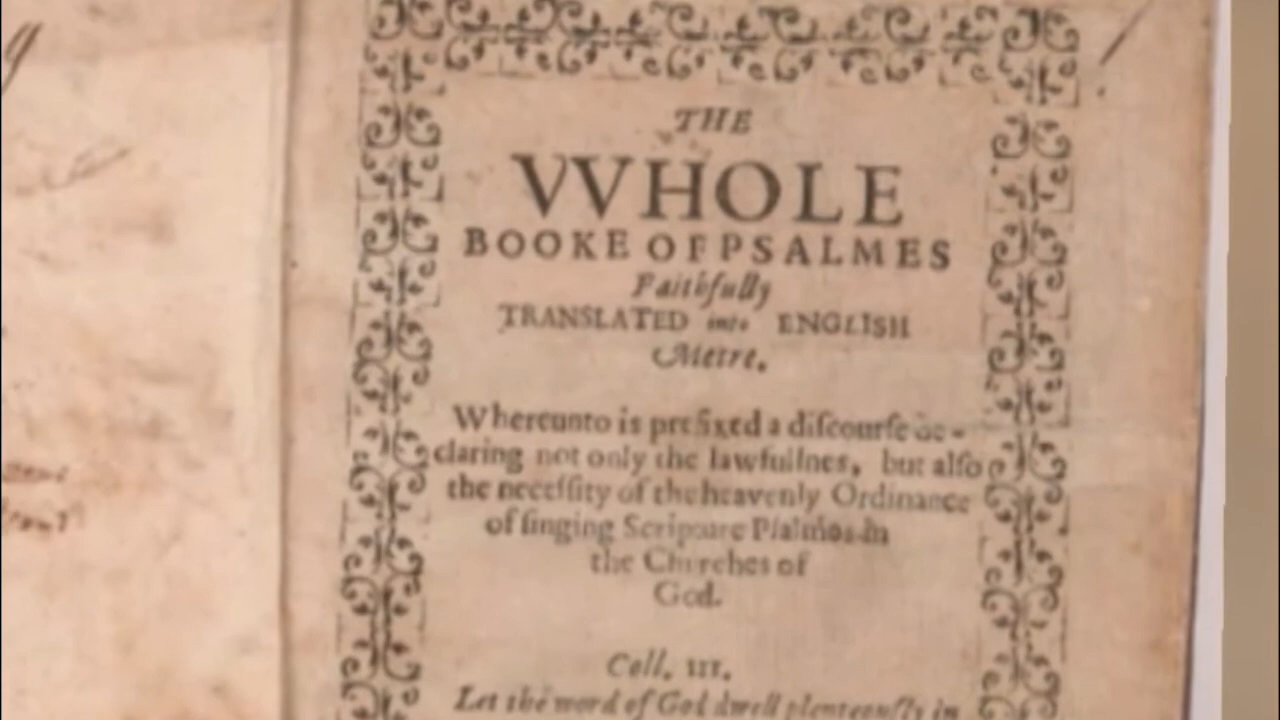 THE
VVHOLE
BOOKE OF PSALMES
Faithfully
TRANSLATED into ENGLISH
Metre.
Whereunto is prefixed a discourse de-
claring not only the lawfullnes, but also
the necessity of the heavenly Ordinance
of singing Scripture Psalmes in
the Churches of
God.
Coll. III.
Let the word of God dwell plenteously in